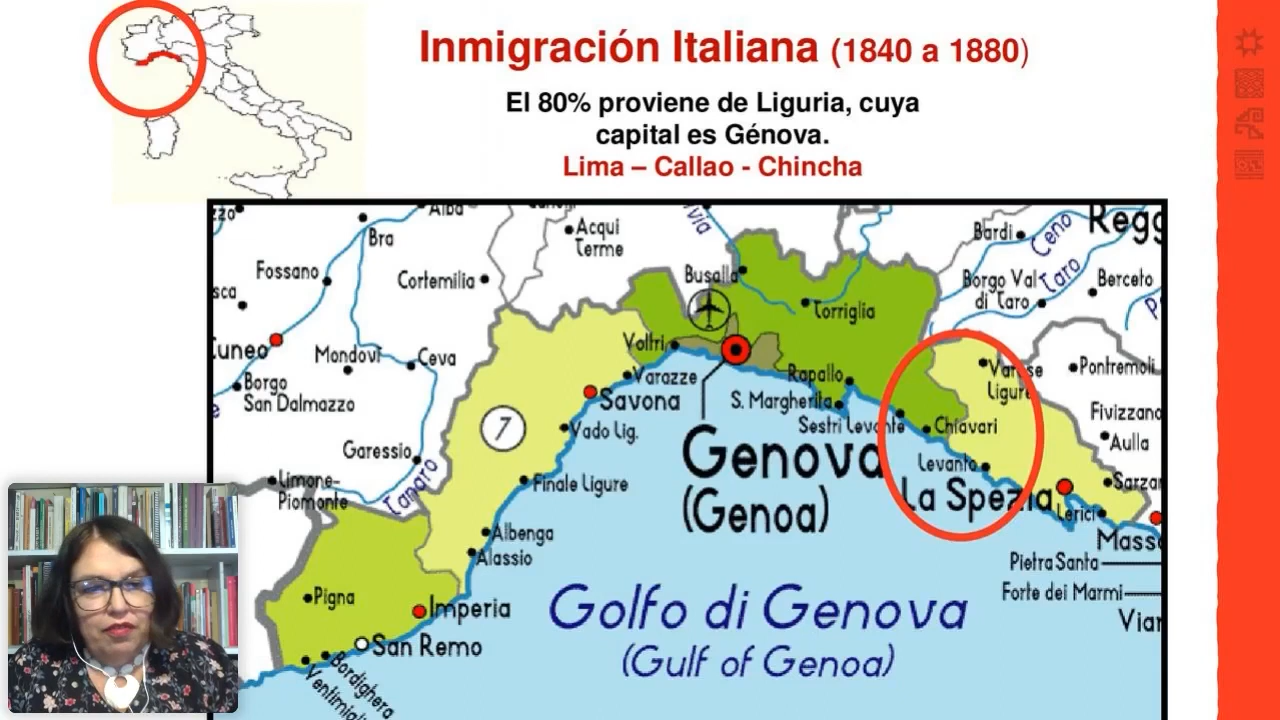 Inmigración Italiana (1840 a 1880)
El 80% proviene de Liguria, cuya
capital es Génova.
Lima – Callao - Chincha
Alba
Bra
Acqui
Terme
Fossano
Cortemilia
Busalla
Torriglia
Bardi
Ceno
Taro
Borgo Val
di Taro
Berceto
Mondovi
Ceva
Borgo
San Dalmazzo
Voltri
Varazze
Savona
Rapallo
S. Margherita
Sestri Levante
Chiavari
Varese
Ligure
Pontremoli
Fivizzano
Aulla
7
Vado Lig.
Garessio
Tanaro
Limone-
Piemonte
Finale Ligure
Genova
(Genoa)
Levanto
La Spezia
Lerici
Albenga
Alassio
Pietra Santa
Forte dei Marmi
Pigna
Imperia
San Remo
Bordighera
Golfo di Genova
(Gulf of Genoa)